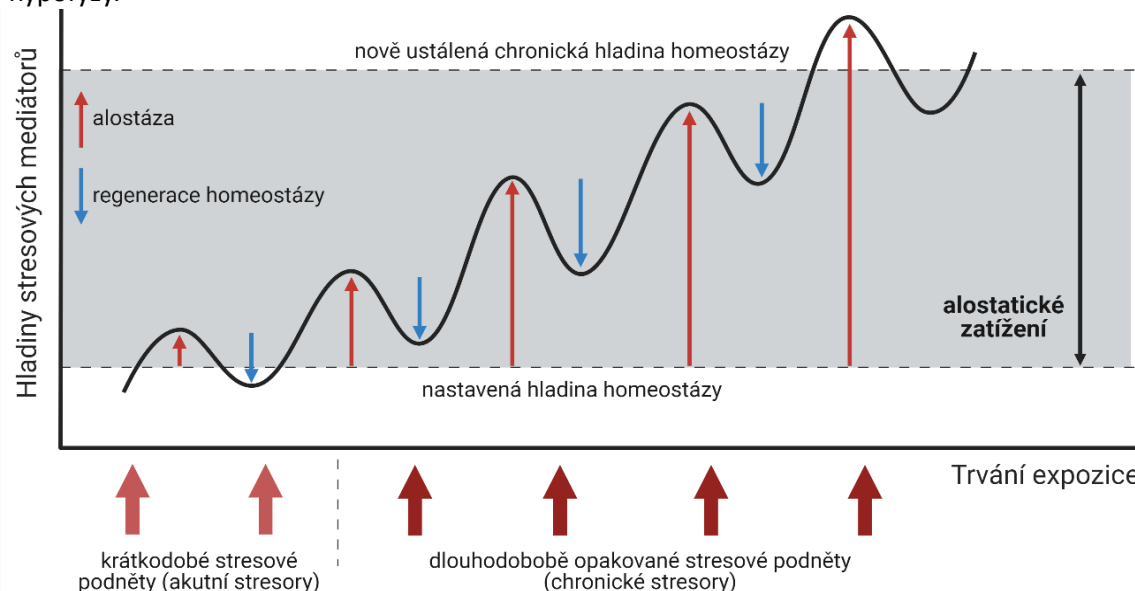 nově ustálená chronická hladina homeostázy
Hladiny stresových mediátorů
alostáza
regenerace homeostázy
alostatické
zatížení
nastavená hladina homeostázy
Trvání expozice
krátkodobé stresové
podněty (akutní stresory)
dlouhodobobě opakované stresové podněty
(chronické stresory)